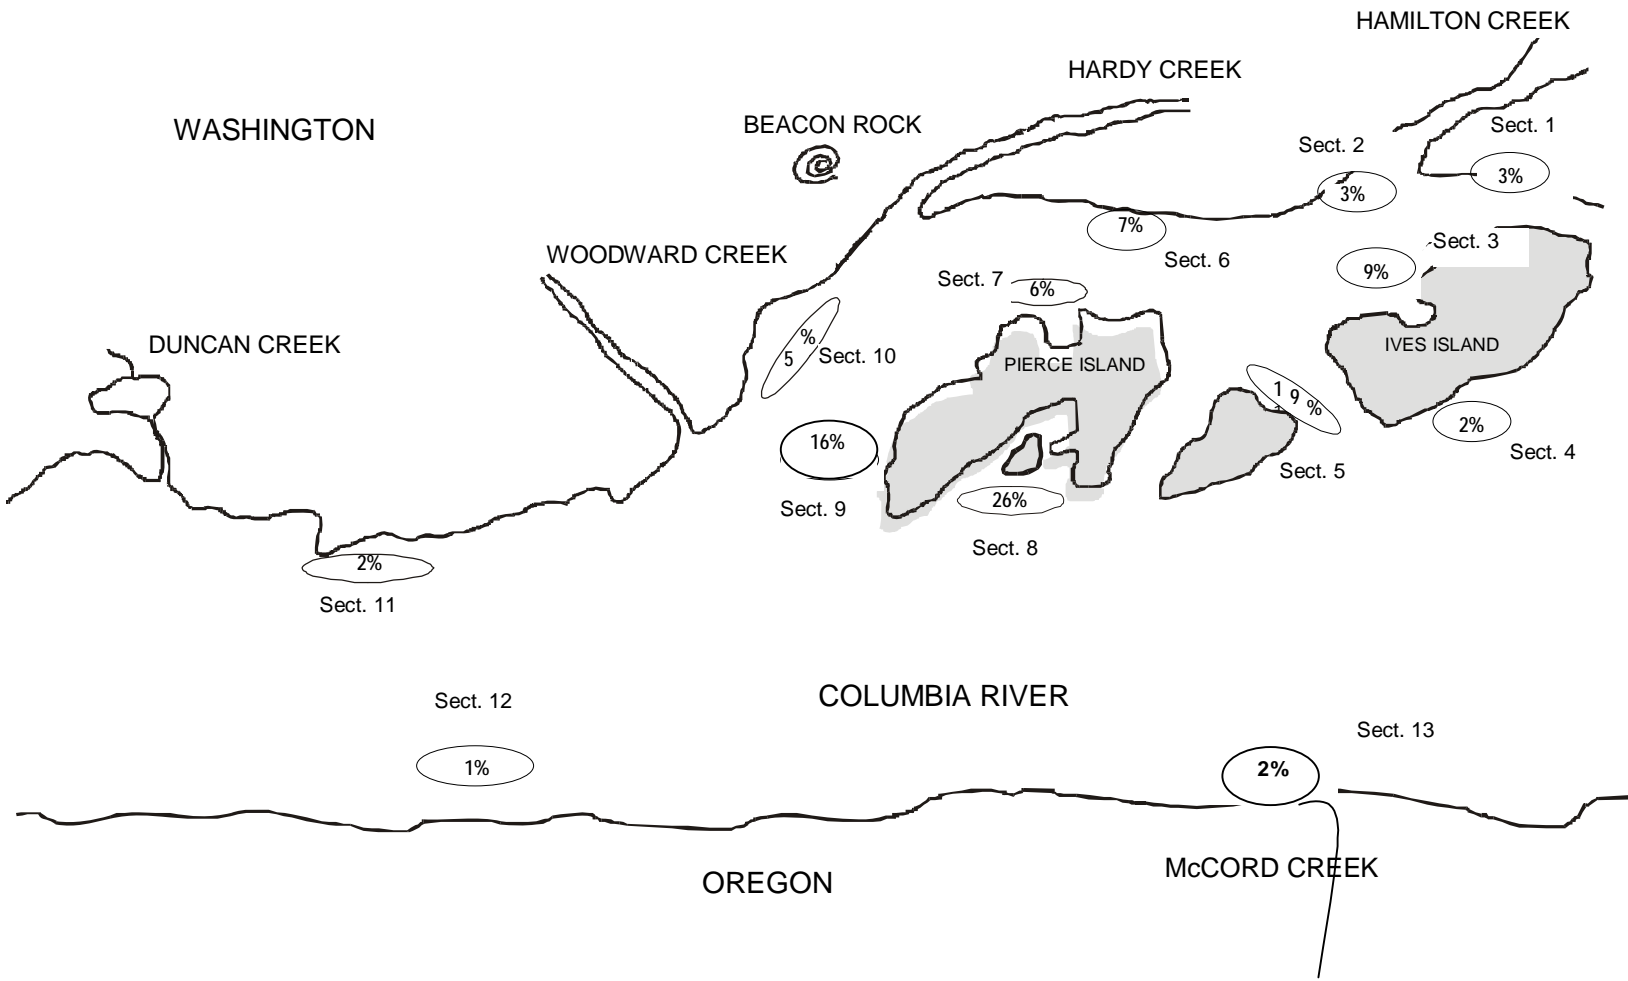 HAMILTON CREEK
HARDY CREEK
BEACON ROCK
WASHINGTON
Sect. 1
Sect. 2
3%
3%
7%
Sect. 3
WOODWARD CREEK
Sect. 6
9%
Sect. 7
6%
DUNCAN CREEK
5 %
Sect. 10
PIERCE ISLAND
IVES ISLAND
19 %
2%
16%
Sect. 4
Sect. 5
26%
Sect. 9
Sect. 8
2%
Sect. 11
Sect. 12
COLUMBIA RIVER
Sect. 13
1%
2%
McCORD CREEK
OREGON